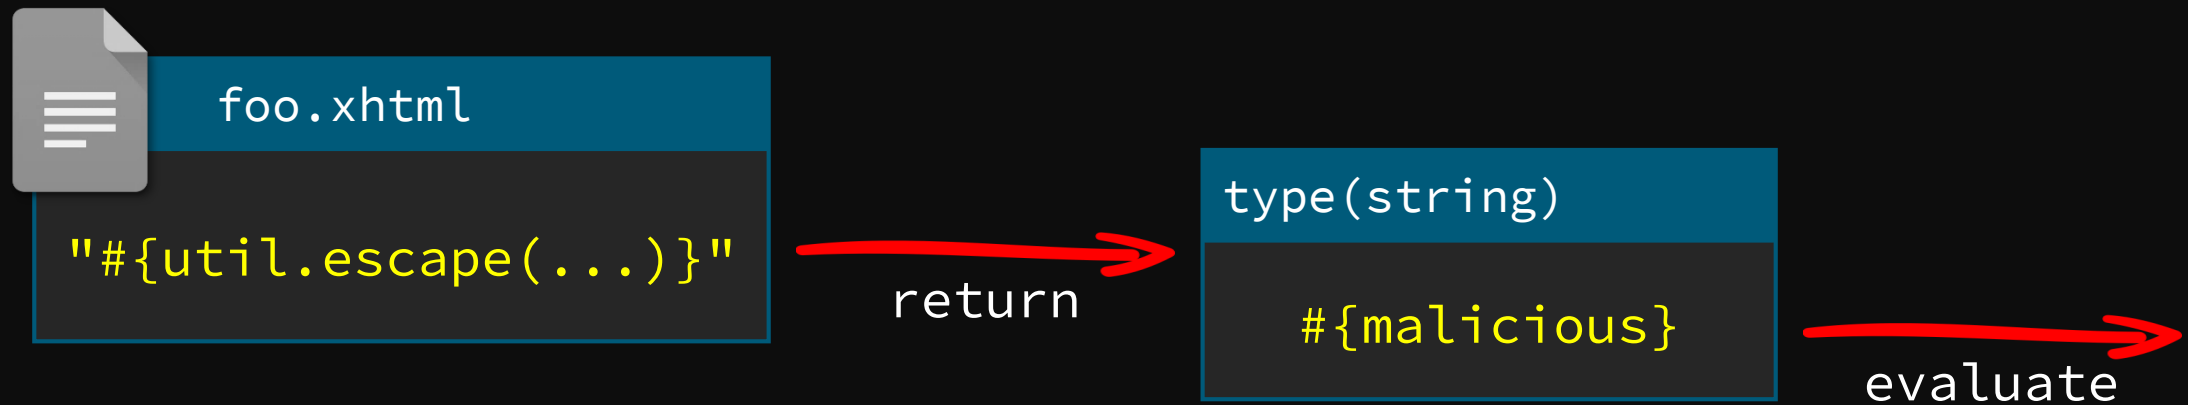 foo.xhtml
"#{util.escape(...)}"
return
type(string)
#{malicious}
evaluate